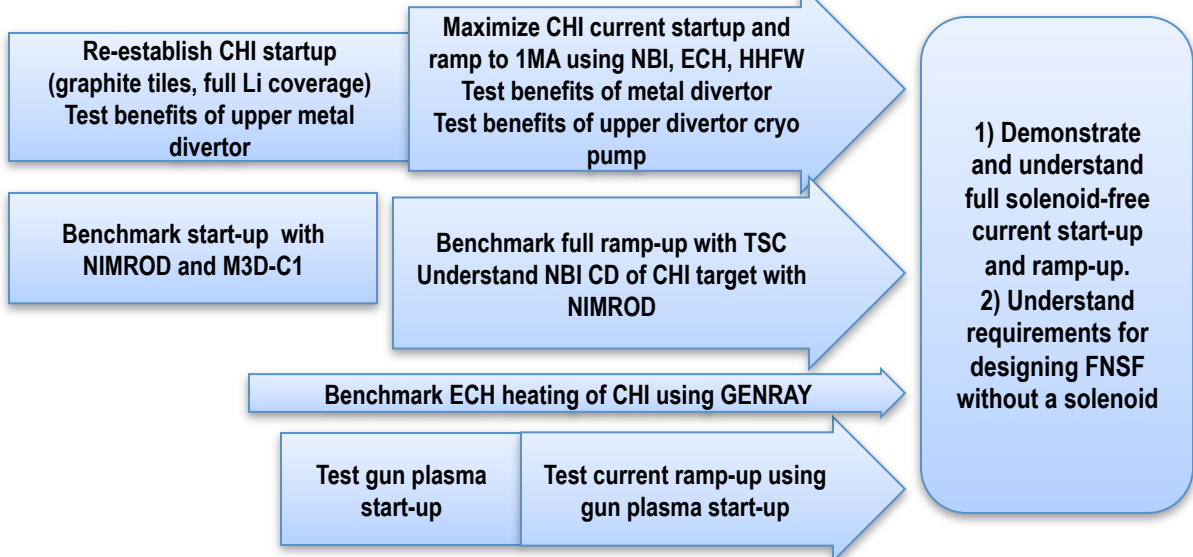 Re-establish CHI startup
(graphite tiles, full Li coverage)
Test benefits of upper metal
divertor
Maximize CHI current startup and
ramp to 1MA using NBI, ECH, HHFW
Test benefits of metal divertor
Test benefits of upper divertor cryo
pump
Benchmark start-up with
NIMROD and M3D-C1
Benchmark full ramp-up with TSC
Understand NBI CD of CHI target with
NIMROD
Benchmark ECH heating of CHI using GENRAY
Test gun plasma
start-up
Test current ramp-up using
gun plasma start-up
1) Demonstrate
and understand
full solenoid-free
current start-up
and ramp-up.
2) Understand
requirements for
designing FNSF
without a solenoid